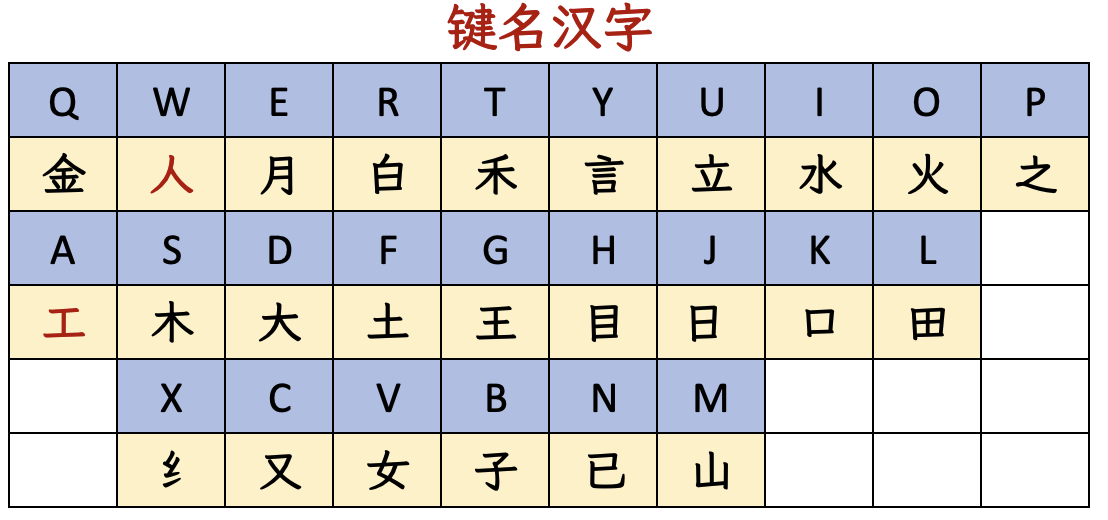 键名汉字
Q W E R T Y U I O P
金 人 月 白 禾 言 立 水 火 之
A S D F G H J K L
工 木 大 土 王 目 日 口 田
X C V B N M
纟 又 女 子 已 山